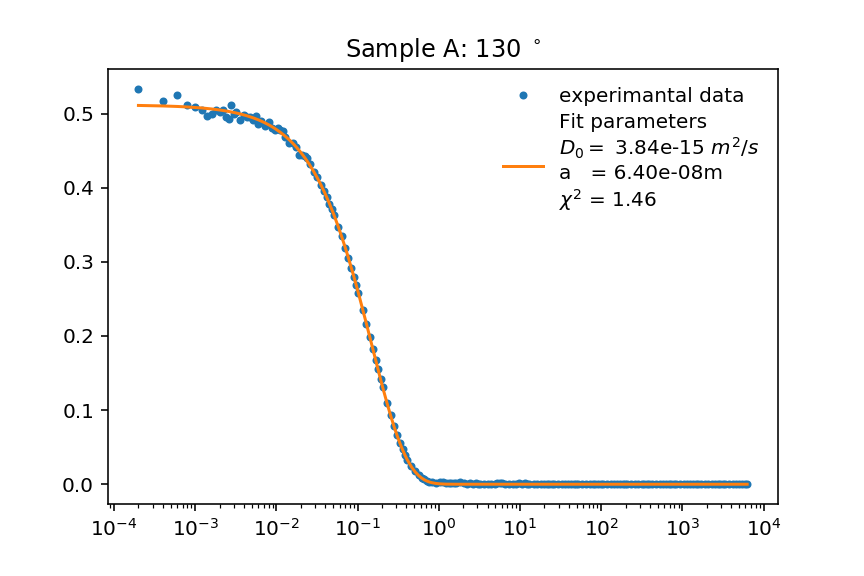 Sample A: 130 °
experimantal data
Fit parameters
D₀ = 3.84e-15 m²/s
a = 6.40e-08m
χ² = 1.46
0.5
0.4
0.3
0.2
0.1
0.0
10⁻⁴ 10⁻³ 10⁻² 10⁻¹ 10⁰ 10¹ 10² 10³ 10⁴